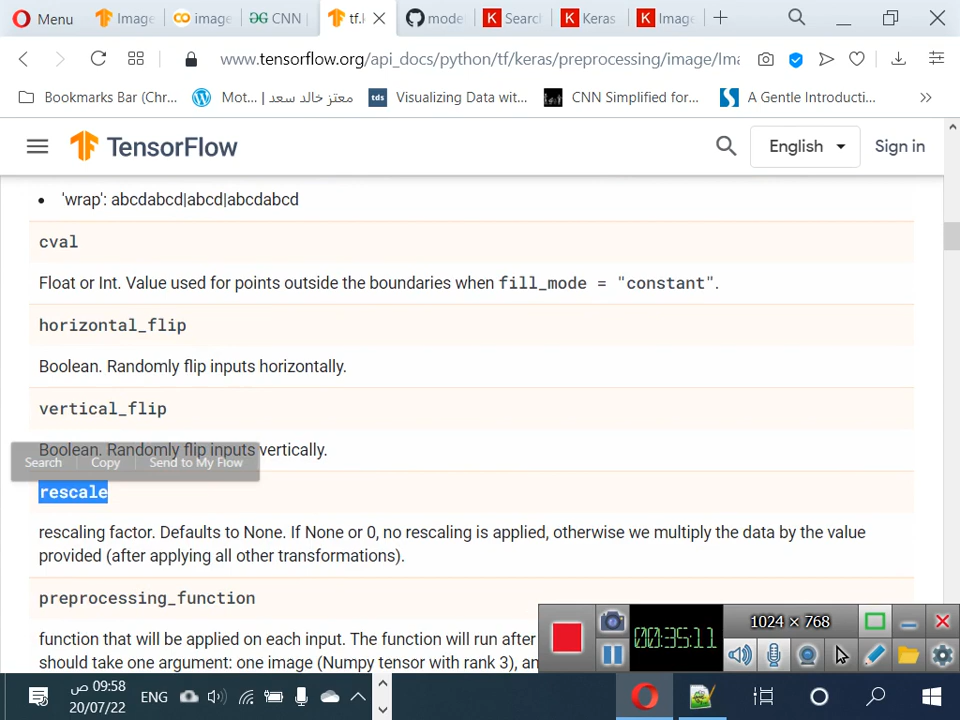 Menu
Image
image
CNN
tf.k
mode
Searc
Keras
Imag
www.tensorflow.org/api_docs/python/tf/keras/preprocessing/image/Ima
Bookmarks Bar (Chr...
Mot... | معتز خالد سعد
Visualizing Data wit...
CNN Simplified for...
A Gentle Introducti...
TensorFlow
English
Sign in
• 'wrap': abcdabcd|abcd|abcdabcd
cval
Float or Int. Value used for points outside the boundaries when fill_mode = "constant".
horizontal_flip
Boolean. Randomly flip inputs horizontally.
vertical_flip
Boolean. Randomly flip inputs vertically.
Search Copy Send to My Flow
rescale
rescaling factor. Defaults to None. If None or 0, no rescaling is applied, otherwise we multiply the data by the value
provided (after applying all other transformations).
preprocessing_function
function that will be applied on each input. The function will run after
should take one argument: one image (Numpy tensor with rank 3), an
00:35:11
1024 × 768
09:58 ص
ENG
20/07/22